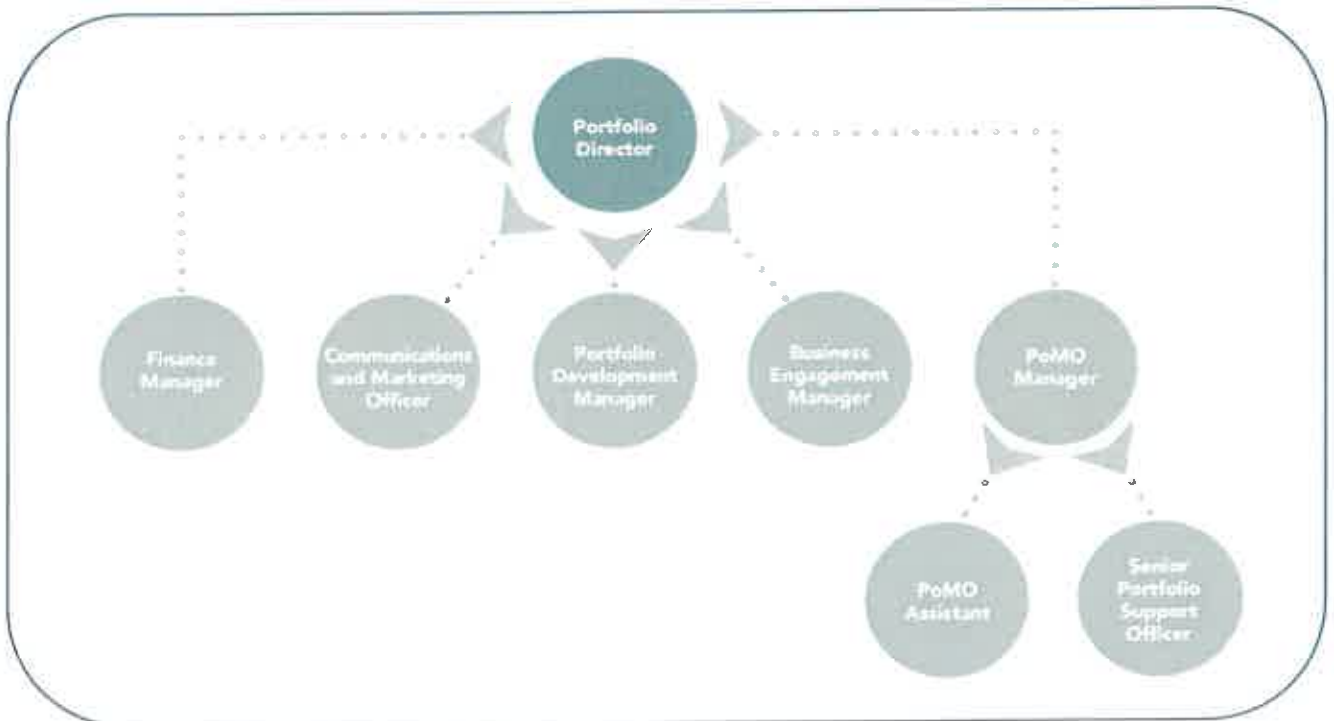 Portfolio
Director
Finance
Manager
Communications
and Marketing
Officer
Portfolio
Development
Manager
Business
Engagement
Manager
PoMO
Manager
PoMO
Assistant
Senior
Portfolio
Support
Officer